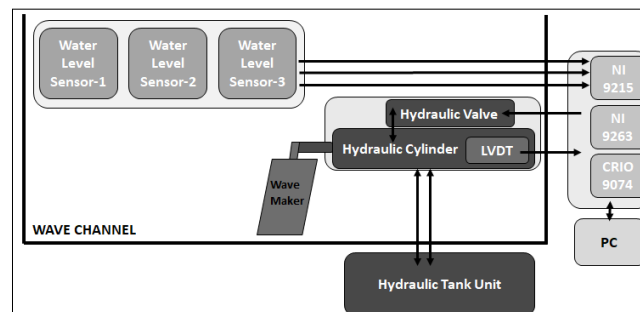 Water
Level
Sensor-1
Water
Level
Sensor-2
Water
Level
Sensor-3
NI
9215
Hydraulic Valve
NI
9263
Hydraulic Cylinder
LVDT
CRIO
9074
Wave
Maker
WAVE CHANNEL
PC
Hydraulic Tank Unit